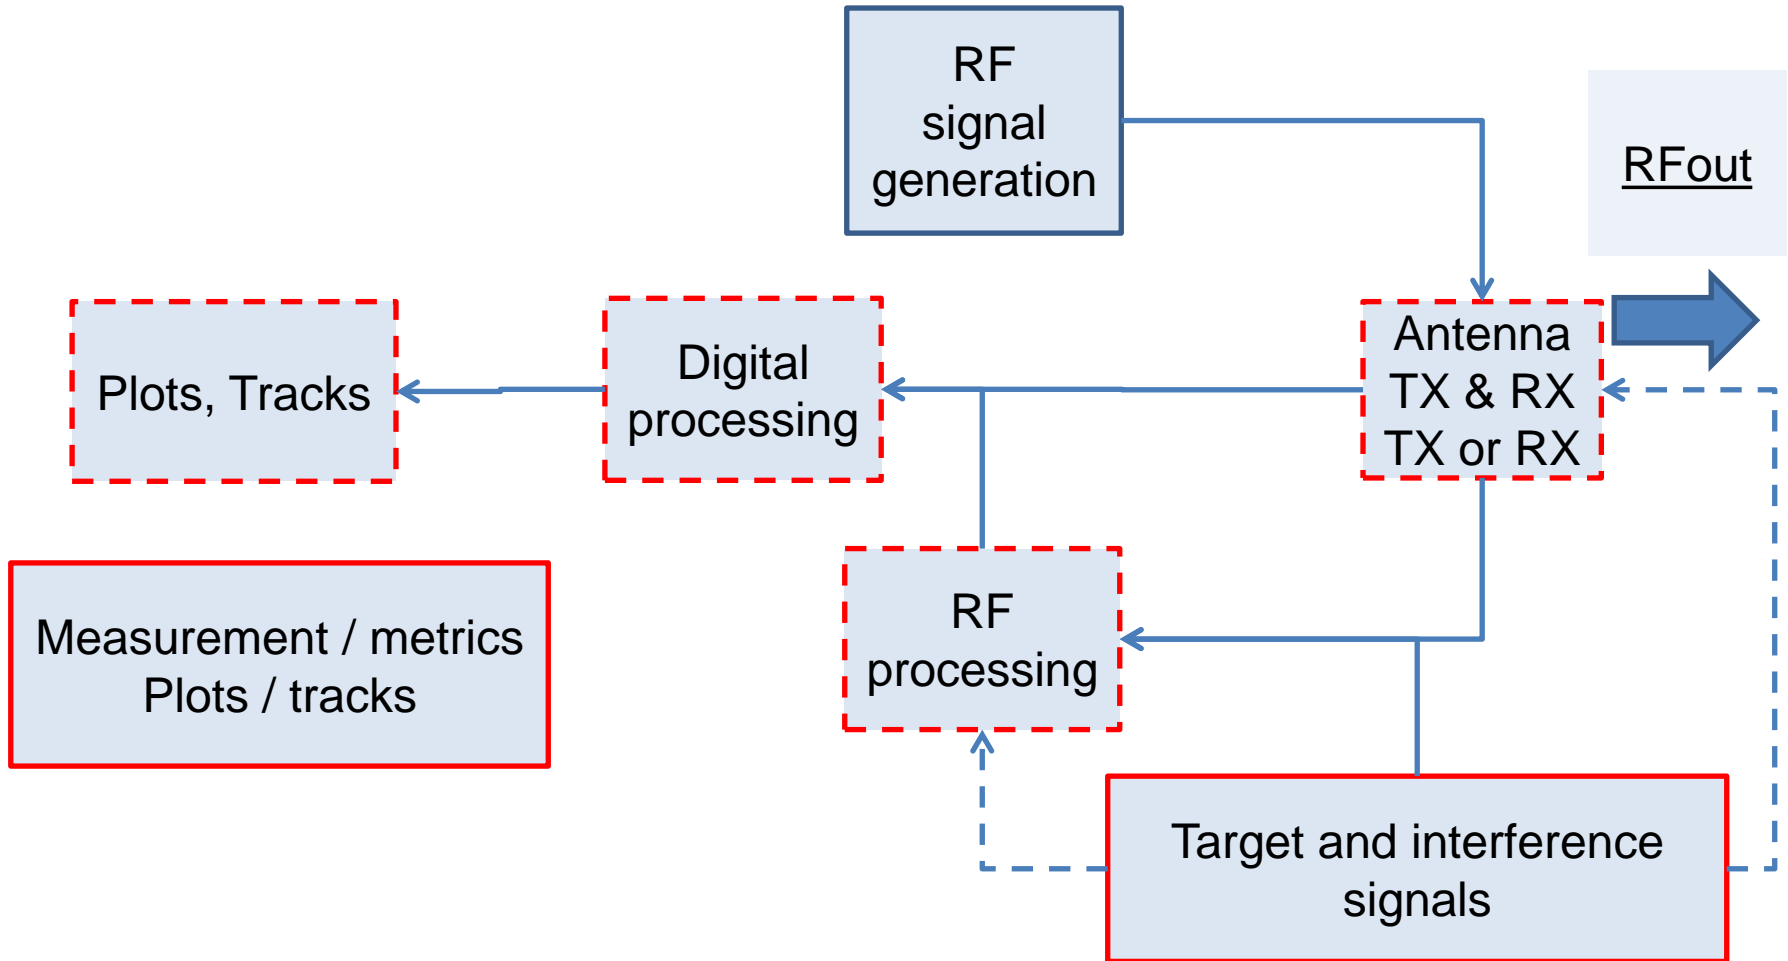 RF
signal
generation
RFout
Plots, Tracks
Digital
processing
Antenna
TX & RX
TX or RX
Measurement / metrics
Plots / tracks
RF
processing
Target and interference
signals